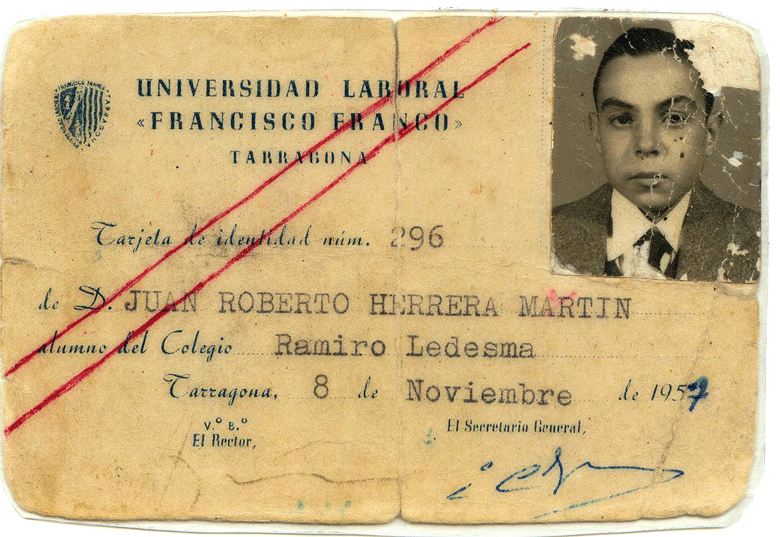 UNIVERSIDAD LABORAL
«FRANCISCO FRANCO»
TARRAGONA
Tarjeta de identidad núm. 296
de D. JUAN ROBERTO HERRERA MARTIN
alumno del Colegio Ramiro Ledesma
Tarragona, 8 de Noviembre de 1957
V.º B.º
El Rector,
El Secretario General,